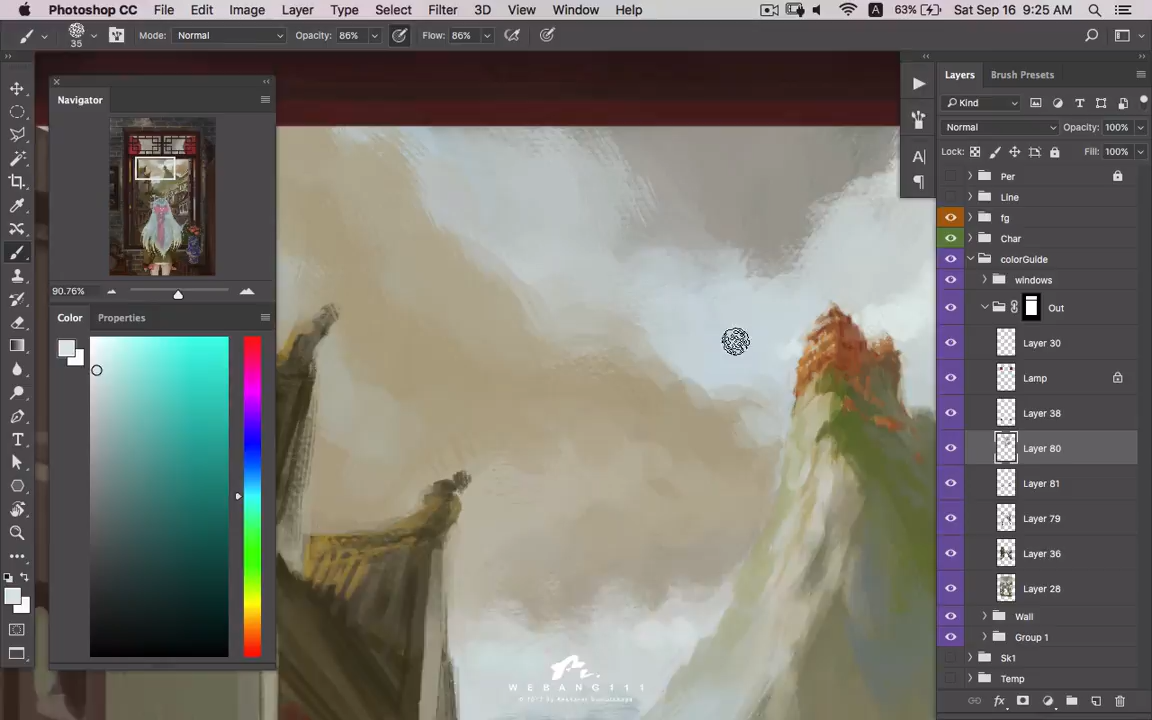 Photoshop CC File Edit Image Layer Type Select Filter 3D View Window Help A 63% Sat Sep 16 9:25 AM
35 Mode: Normal Opacity: 86% Flow: 86%
Navigator
90.76%
Color Properties
Layers Brush Presets
Kind
Normal Opacity: 100%
Lock: Fill: 100%
Per
Line
fg
Char
colorGuide
windows
Out
Layer 30
Lamp
Layer 38
Layer 80
Layer 81
Layer 79
Layer 36
Layer 28
Wall
Group 1
Sk1
Temp
WEBANG111